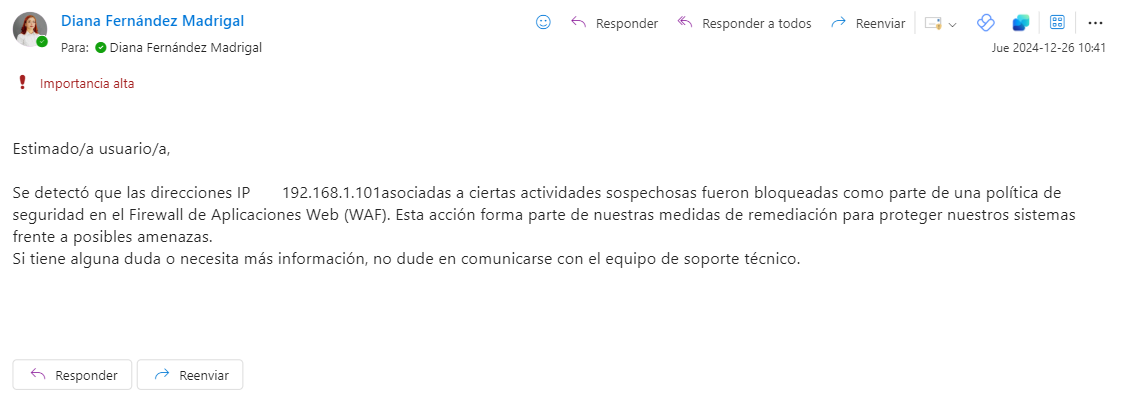 Diana Fernández Madrigal
Responder
Responder a todos
Reenviar
Para: Diana Fernández Madrigal
Jue 2024-12-26 10:41
Importancia alta
Estimado/a usuario/a,
Se detectó que las direcciones IP 192.168.1.101asociadas a ciertas actividades sospechosas fueron bloqueadas como parte de una política de
seguridad en el Firewall de Aplicaciones Web (WAF). Esta acción forma parte de nuestras medidas de remediación para proteger nuestros sistemas
frente a posibles amenazas.
Si tiene alguna duda o necesita más información, no dude en comunicarse con el equipo de soporte técnico.
Responder
Reenviar